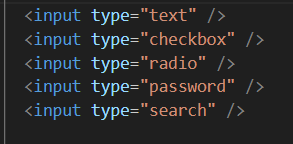 <input type="text" />
<input type="checkbox" />
<input type="radio" />
<input type="password" />
<input type="search" />